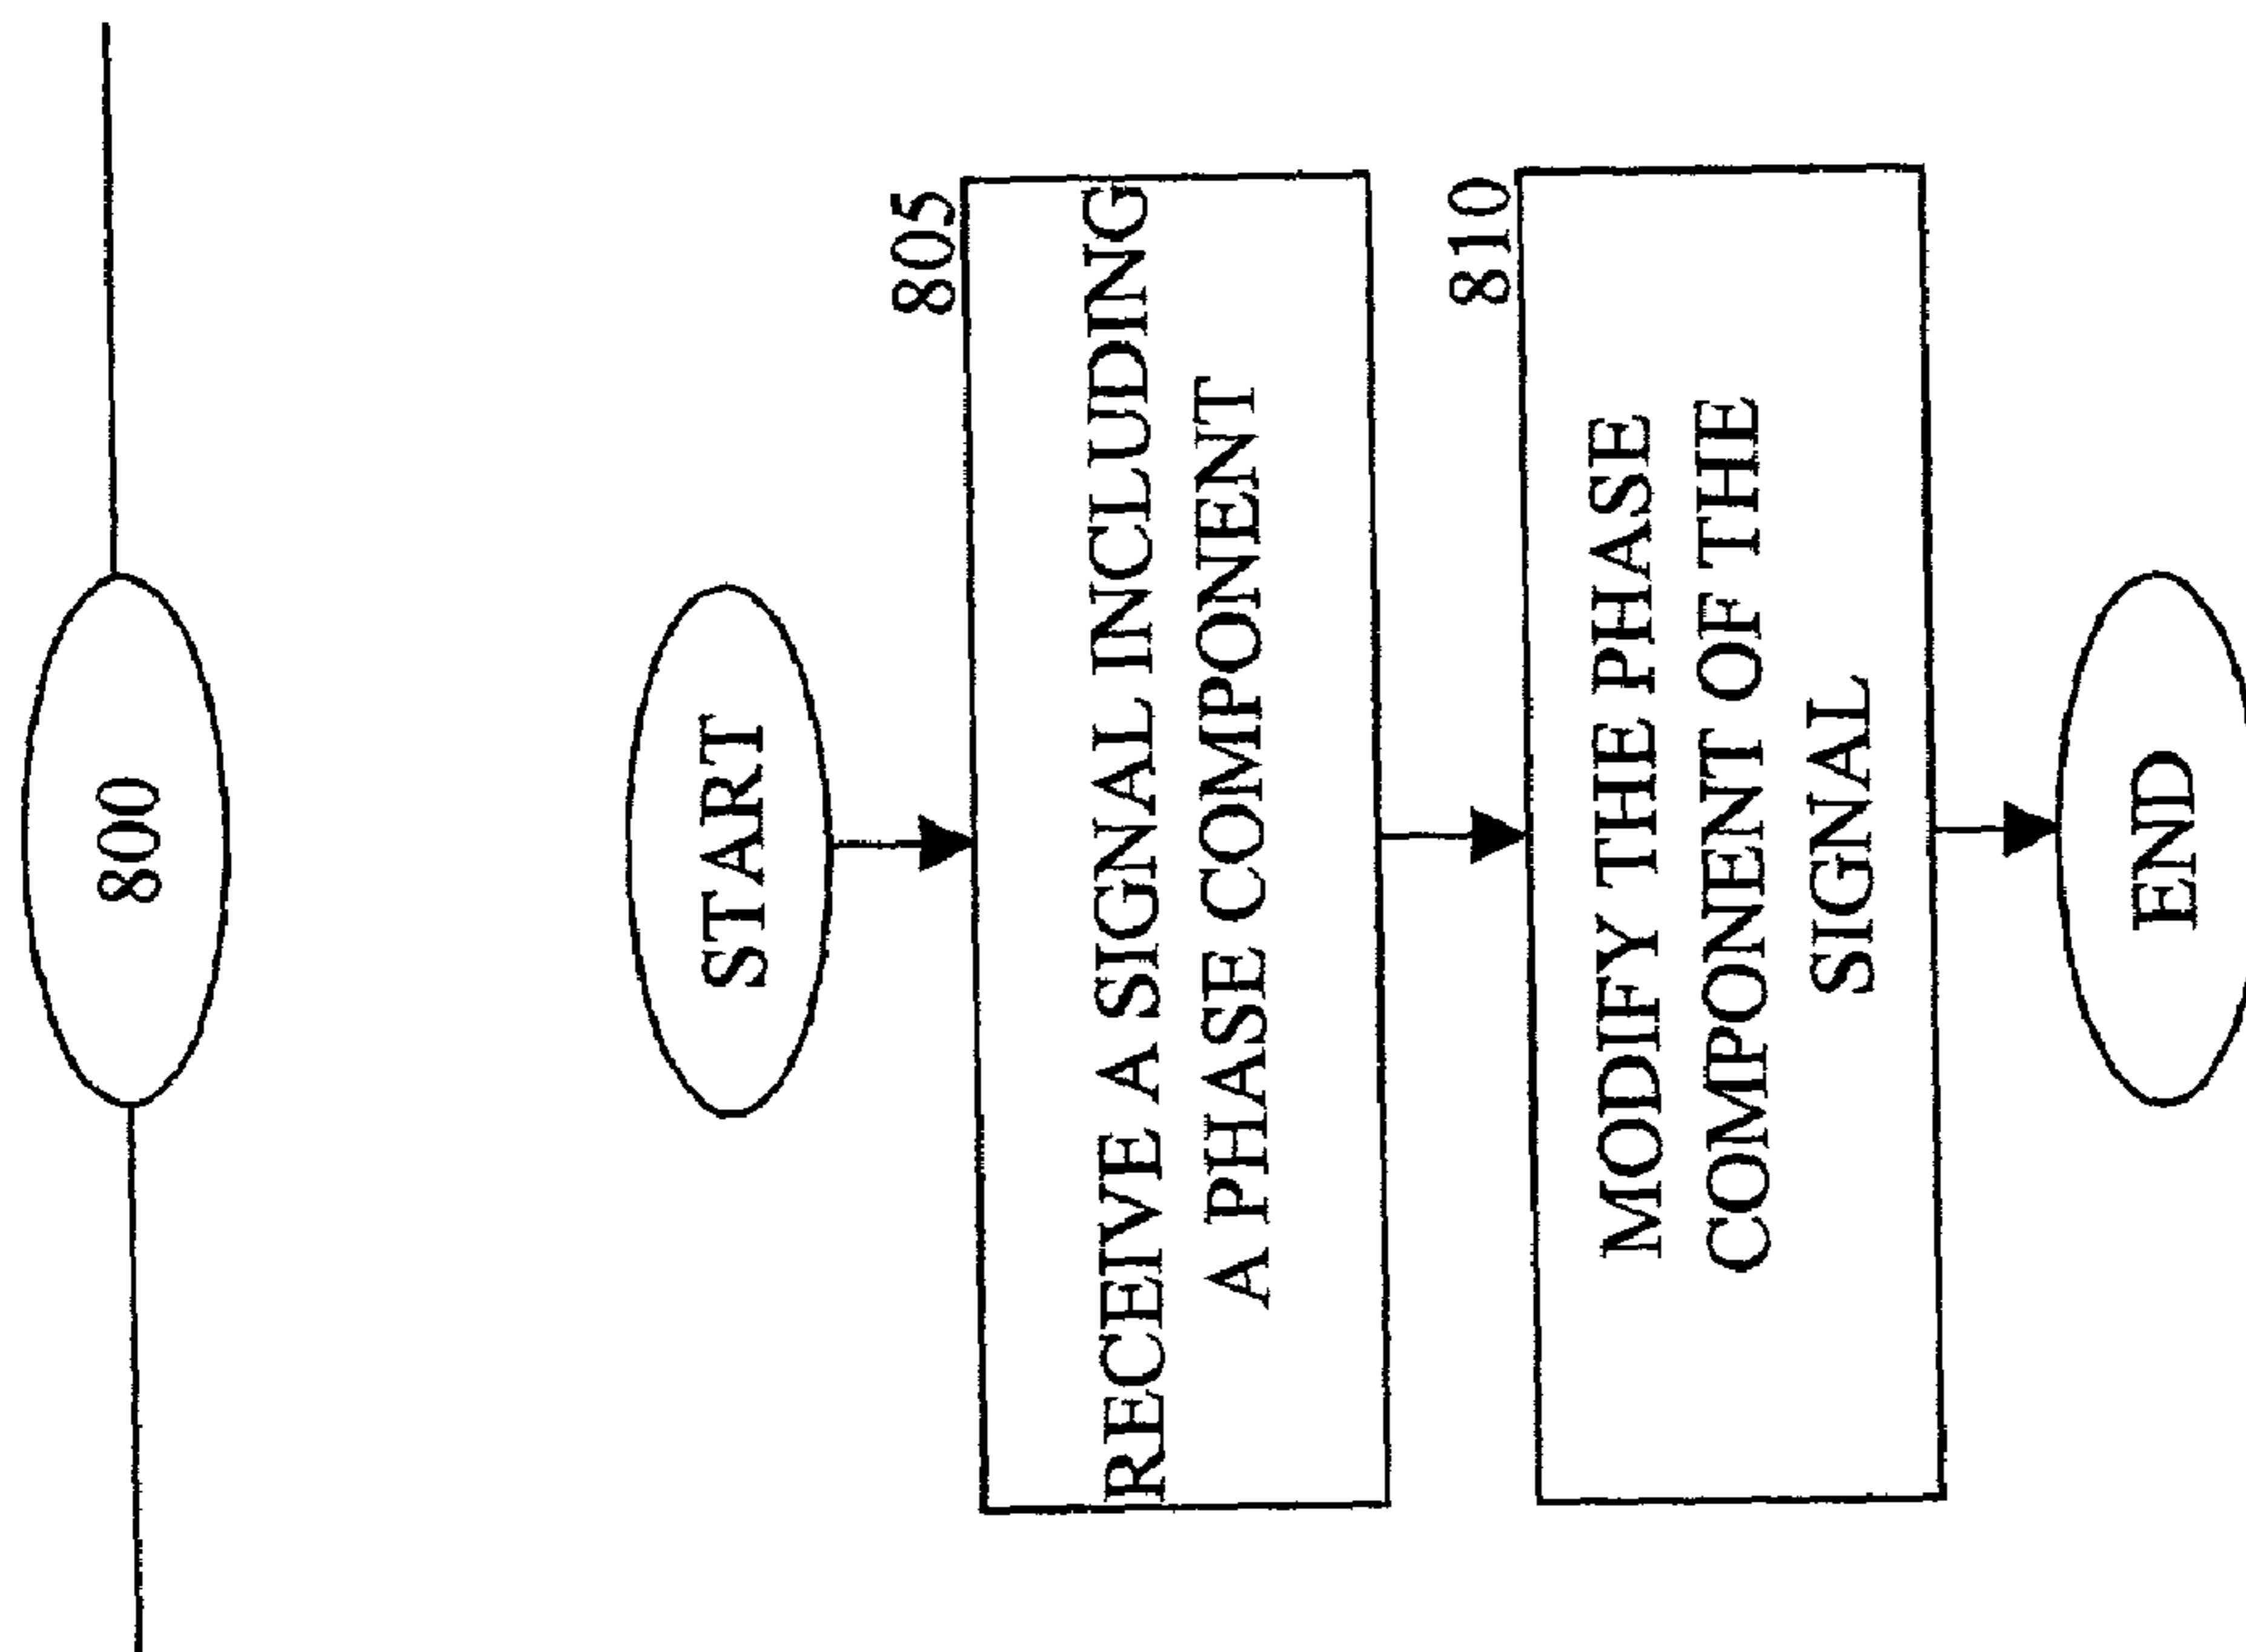 800
START
805
RECEIVE A SIGNAL INCLUDING
A PHASE COMPONENT
810
MODIFY THE PHASE
COMPONENT OF THE
SIGNAL
END